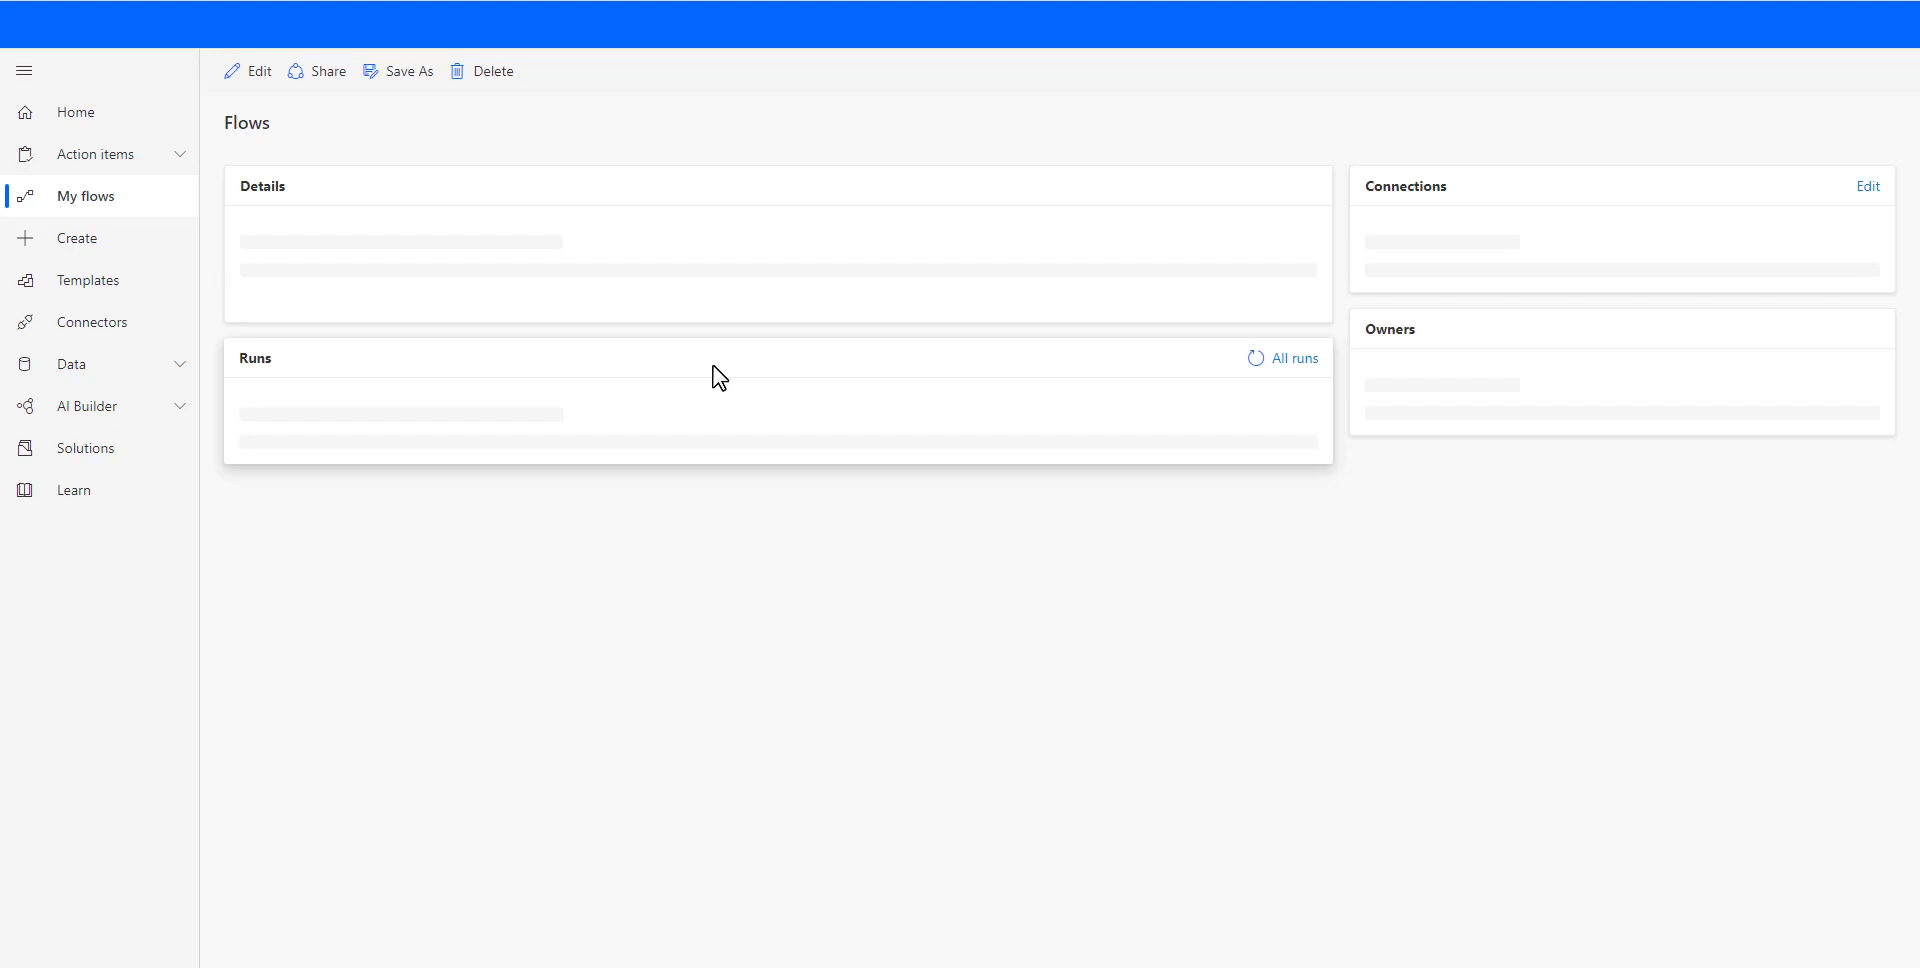 Edit Share Save As Delete
Home
Action items
My flows
Create
Templates
Connectors
Data
AI Builder
Solutions
Learn
Flows
Details
Runs
All runs
Connections
Edit
Owners